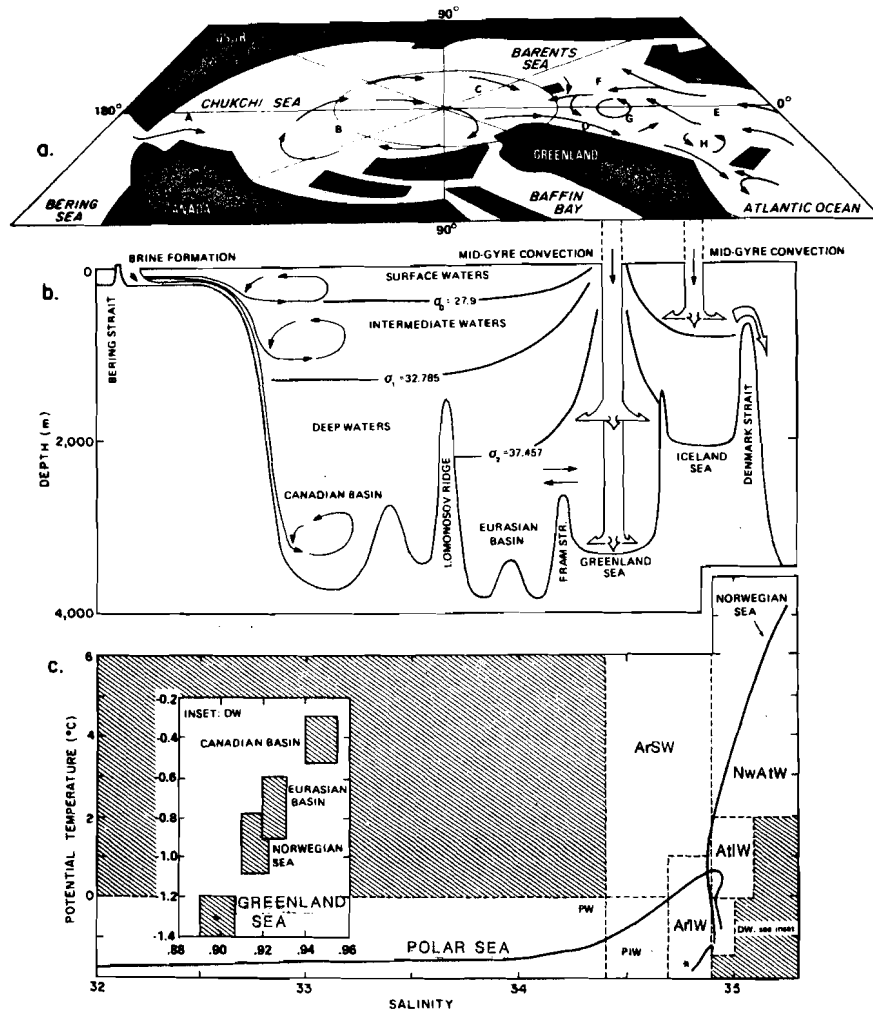 90°
USSR
BARENTS
SEA
CHUKCHI SEA
180°
0°
A
B
C
D
E
F
G
H
a.
GREENLAND
CANADA
BERING
SEA
BAFFIN
BAY
ATLANTIC OCEAN
90°
b.
BRINE FORMATION
MID-GYRE CONVECTION
MID-GYRE CONVECTION
0
SURFACE WATERS
σ₀ = 27.9
INTERMEDIATE WATERS
σ₁ = 32.785
BERING STRAIT
DEPTH (m)
2,000
DEEP WATERS
σ₂ = 37.457
LOMONOSOV RIDGE
CANADIAN BASIN
EURASIAN
BASIN
FRAM STR.
GREENLAND
SEA
ICELAND
SEA
DENMARK STRAIT
4,000
NORWEGIAN
SEA
c.
6
4
2
0
POTENTIAL TEMPERATURE (°C)
INSET: DW
-0.2
-0.4
-0.6
-0.8
-1.0
-1.2
-1.4
CANADIAN BASIN
EURASIAN
BASIN
NORWEGIAN
SEA
GREENLAND
SEA
.88 .90 .92 .94 .96
ArSW
NwAtW
AtIW
PW
PIW
ArIW
DW, see inset
*
POLAR SEA
32 33 34 35
SALINITY